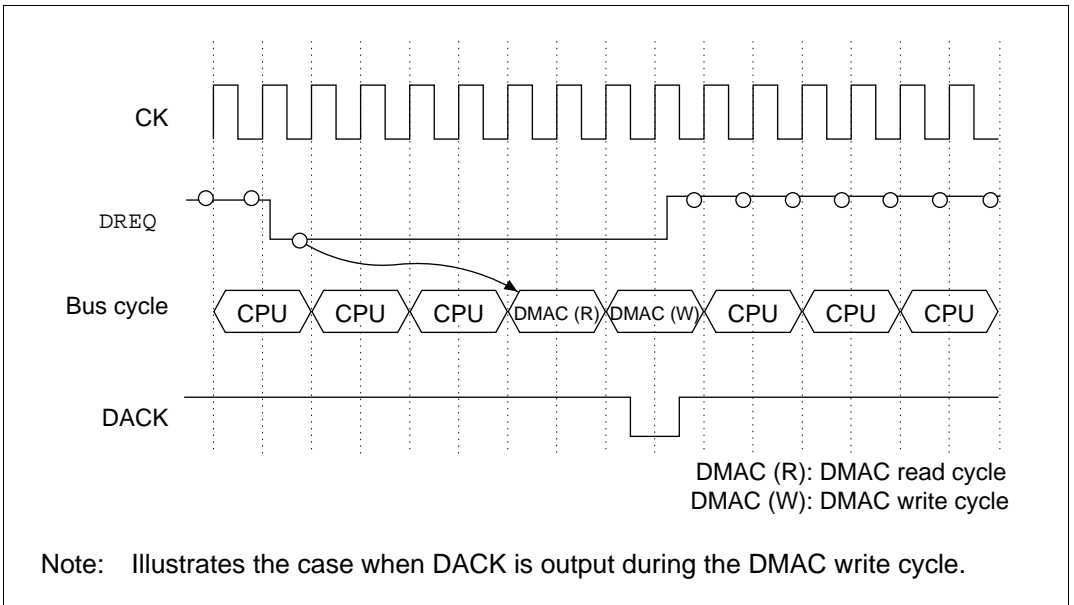 CK
DREQ
Bus cycle CPU CPU CPU DMAC (R) DMAC (W) CPU CPU CPU
DACK
DMAC (R): DMAC read cycle
DMAC (W): DMAC write cycle
Note: Illustrates the case when DACK is output during the DMAC write cycle.